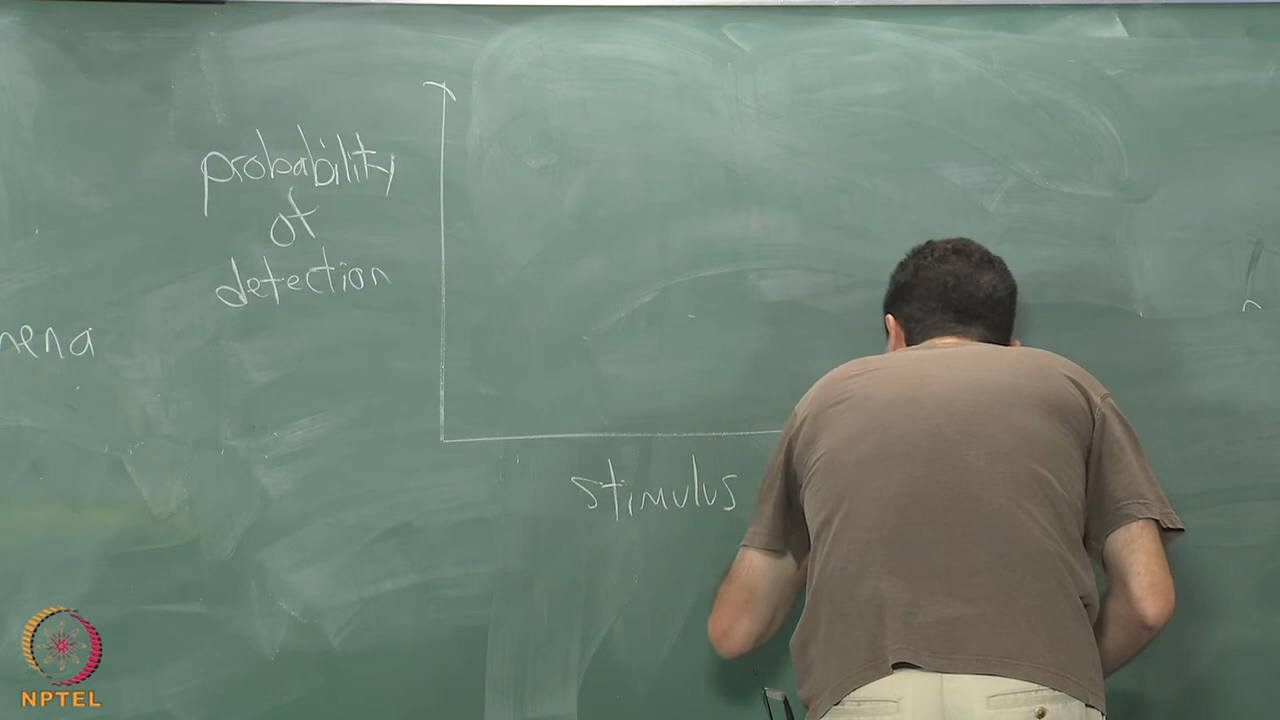 probability
of
detection
nena
stimulus
NPTEL